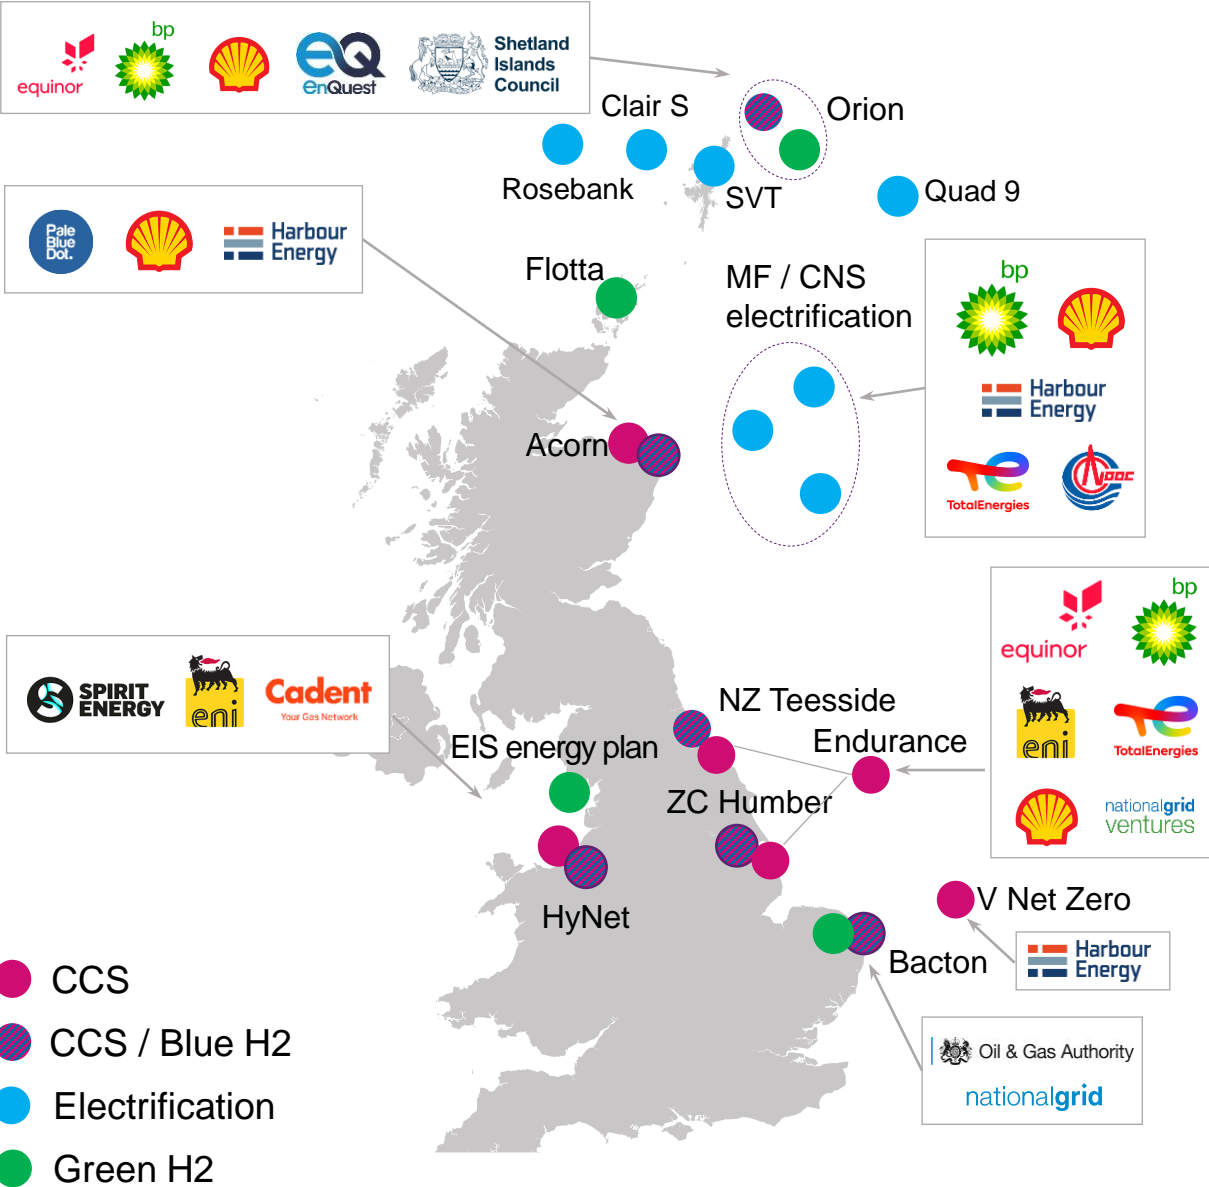 bp
equinor
eQ
EnQuest
Shetland
Islands
Council
Clair S
Orion
Rosebank
SVT
Quad 9
Pale
Blue
Dot.
Harbour
Energy
Flotta
MF / CNS
electrification
bp
Harbour
Energy
TotalEnergies
CNOOC
Acorn
equinor
bp
eni
TotalEnergies
nationalgrid
ventures
SPIRIT
ENERGY
eni
Cadent
Your Gas Network
NZ Teesside
Endurance
EIS energy plan
ZC Humber
HyNet
V Net Zero
Harbour
Energy
Bacton
Oil & Gas Authority
nationalgrid
CCS
CCS / Blue H2
Electrification
Green H2